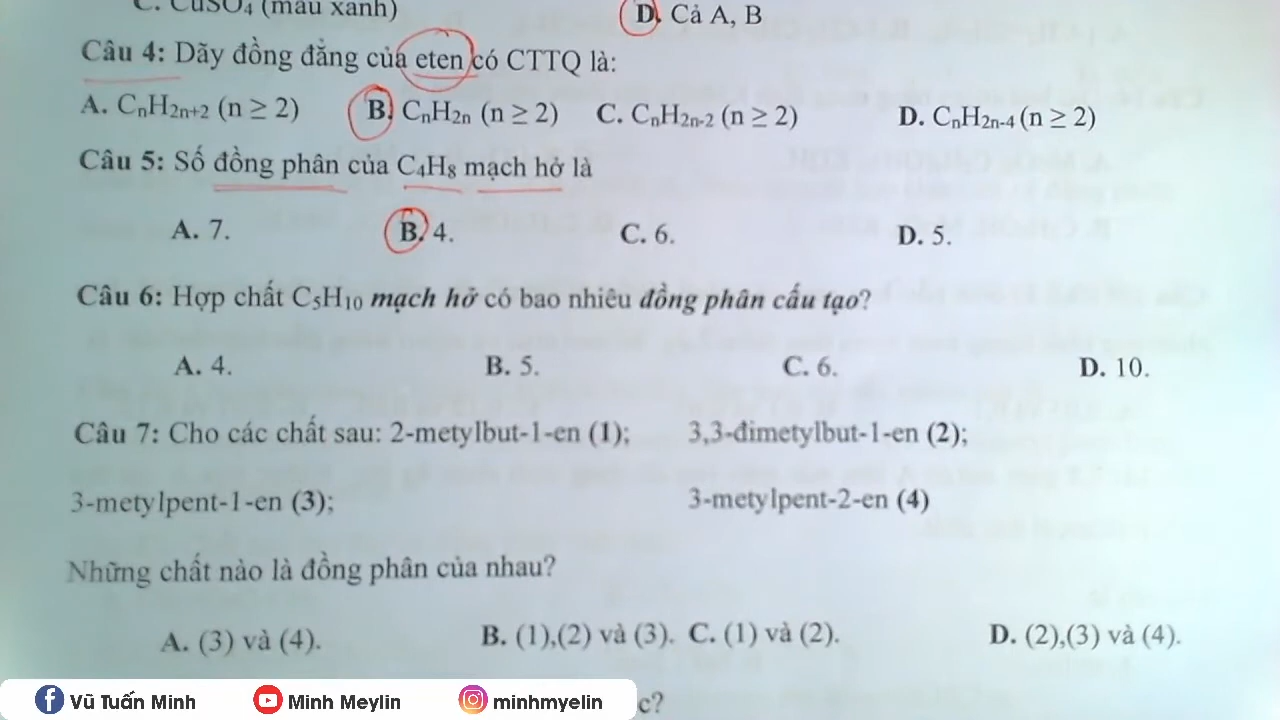 C. CuSO4 (màu xanh) D. Cả A, B
Câu 4: Dãy đồng đẳng của eten có CTTQ là:
A. CnH2n+2 (n ≥ 2) B. CnH2n (n ≥ 2) C. CnH2n-2 (n ≥ 2) D. CnH2n-4 (n ≥ 2)
Câu 5: Số đồng phân của C4H8 mạch hở là
A. 7. B. 4. C. 6. D. 5.
Câu 6: Hợp chất C5H10 mạch hở có bao nhiêu đồng phân cấu tạo?
A. 4. B. 5. C. 6. D. 10.
Câu 7: Cho các chất sau: 2-metylbut-1-en (1); 3,3-đimetylbut-1-en (2);
3-metylpent-1-en (3); 3-metylpent-2-en (4)
Những chất nào là đồng phân của nhau?
A. (3) và (4). B. (1),(2) và (3). C. (1) và (2). D. (2),(3) và (4).
Vũ Tuấn Minh Minh Meylin minhmyelin c?